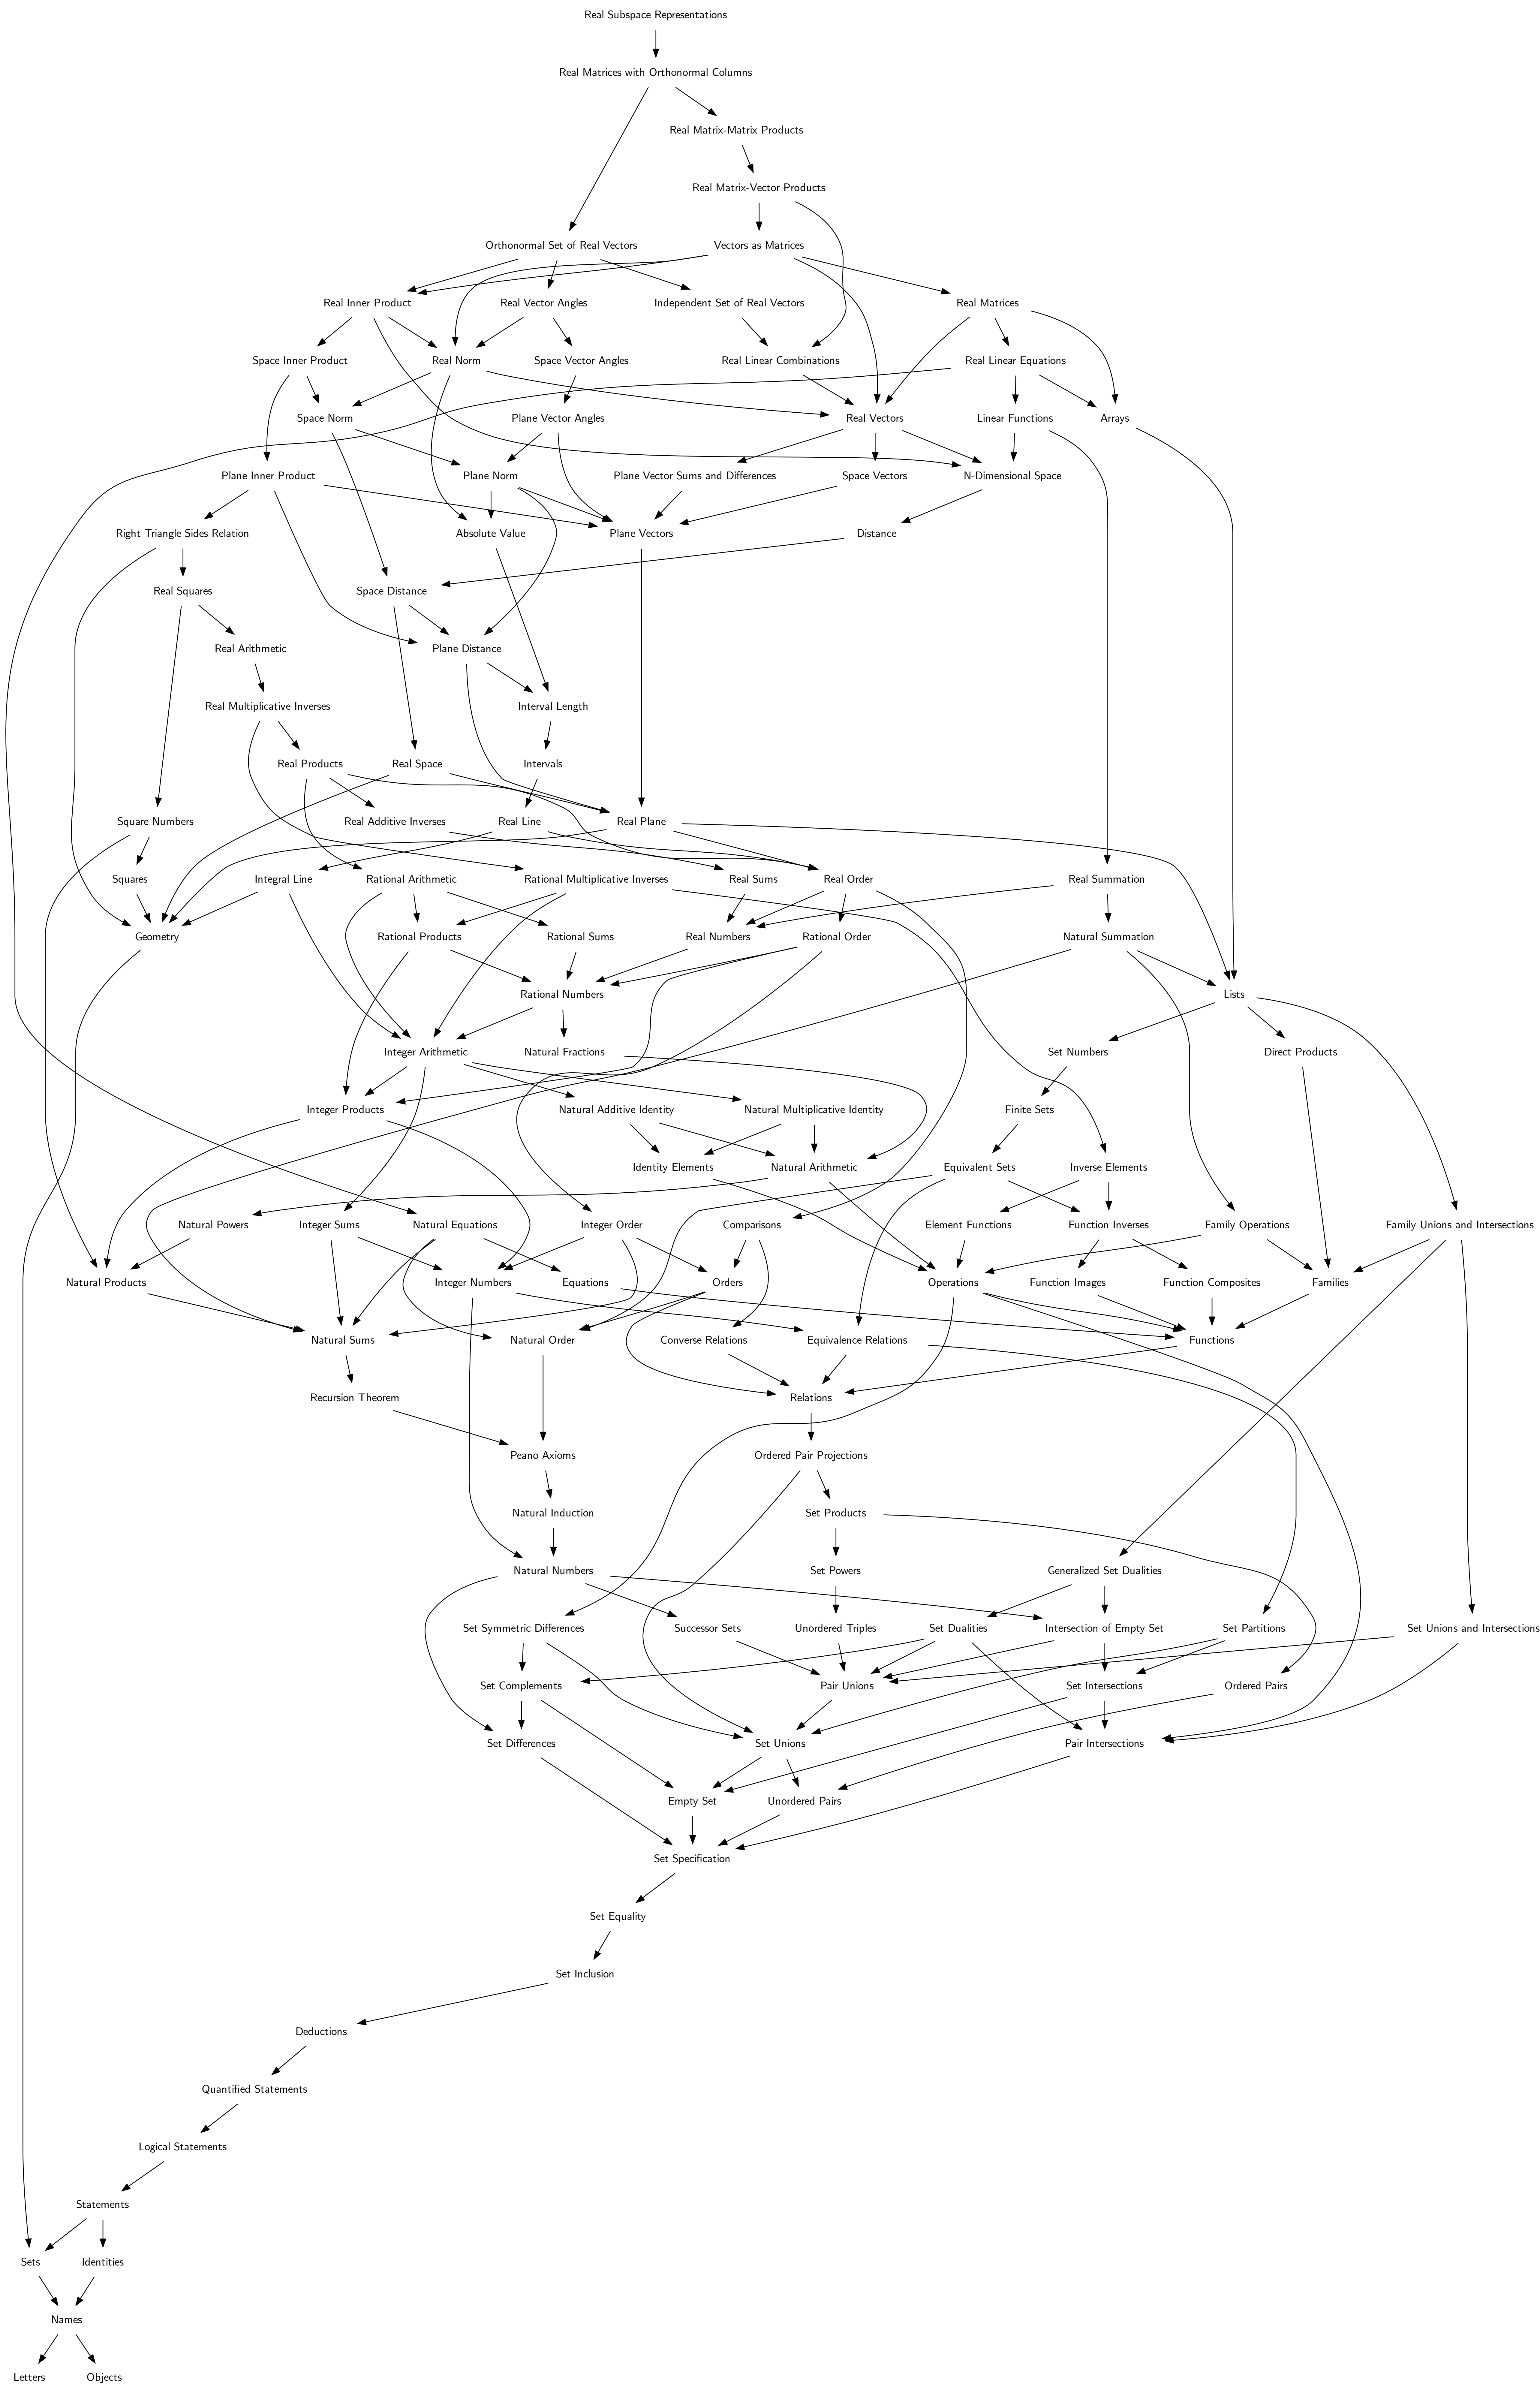 Real Subspace Representations
Real Matrices with Orthonormal Columns
Real Matrix-Matrix Products
Real Matrix-Vector Products
Orthonormal Set of Real Vectors
Vectors as Matrices
Real Inner Product
Real Vector Angles
Independent Set of Real Vectors
Real Matrices
Space Inner Product
Real Norm
Space Vector Angles
Real Linear Combinations
Real Linear Equations
Space Norm
Plane Vector Angles
Real Vectors
Linear Functions
Arrays
Plane Inner Product
Plane Norm
Plane Vector Sums and Differences
Space Vectors
N-Dimensional Space
Right Triangle Sides Relation
Absolute Value
Plane Vectors
Distance
Real Squares
Space Distance
Real Arithmetic
Plane Distance
Real Multiplicative Inverses
Interval Length
Real Products
Real Space
Intervals
Square Numbers
Real Additive Inverses
Real Line
Real Plane
Squares
Integral Line
Rational Arithmetic
Rational Multiplicative Inverses
Real Sums
Real Order
Real Summation
Geometry
Rational Products
Rational Sums
Real Numbers
Rational Order
Natural Summation
Rational Numbers
Lists
Integer Arithmetic
Natural Fractions
Set Numbers
Direct Products
Integer Products
Natural Additive Identity
Natural Multiplicative Identity
Finite Sets
Identity Elements
Natural Arithmetic
Equivalent Sets
Inverse Elements
Natural Powers
Integer Sums
Natural Equations
Integer Order
Comparisons
Element Functions
Function Inverses
Family Operations
Family Unions and Intersections
Natural Products
Integer Numbers
Equations
Orders
Operations
Function Images
Function Composites
Families
Natural Sums
Natural Order
Converse Relations
Equivalence Relations
Functions
Recursion Theorem
Relations
Peano Axioms
Ordered Pair Projections
Natural Induction
Set Products
Natural Numbers
Set Powers
Generalized Set Dualities
Set Symmetric Differences
Successor Sets
Unordered Triples
Set Dualities
Intersection of Empty Set
Set Partitions
Set Unions and Intersections
Set Complements
Pair Unions
Set Intersections
Ordered Pairs
Set Differences
Set Unions
Pair Intersections
Empty Set
Unordered Pairs
Set Specification
Set Equality
Set Inclusion
Deductions
Quantified Statements
Logical Statements
Statements
Sets
Identities
Names
Letters
Objects